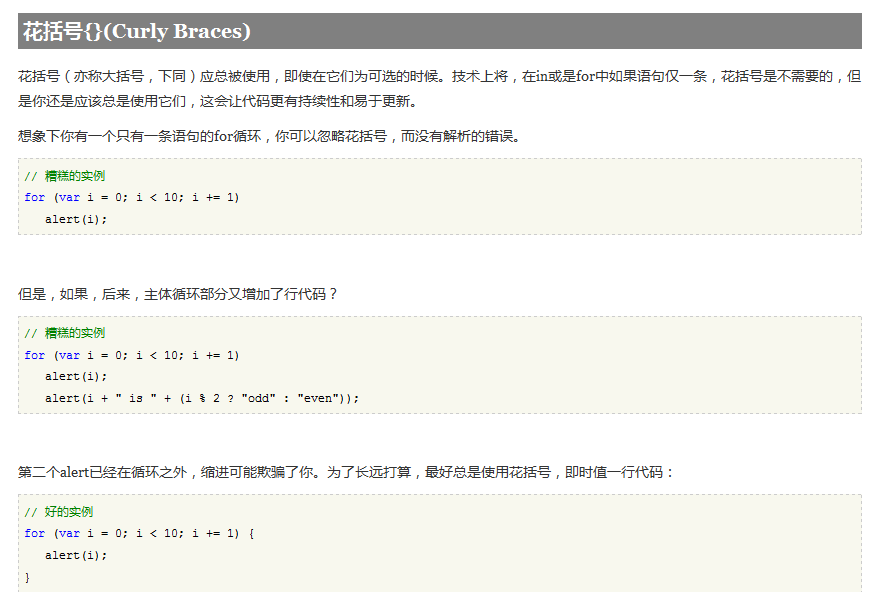 花括号{}(Curly Braces)
花括号（亦称大括号，下同）应总被使用，即使在它们为可选的时候。技术上将，在in或是for中如果语句仅一条，花括号是不需要的，但
是你还是应该总是使用它们，这会让代码更有持续性和易于更新。
想象下你有一个只有一条语句的for循环，你可以忽略花括号，而没有解析的错误。
// 糟糕的实例
for (var i = 0; i < 10; i += 1)
   alert(i);
但是，如果，后来，主体循环部分又增加了行代码？
// 糟糕的实例
for (var i = 0; i < 10; i += 1)
   alert(i);
   alert(i + " is " + (i % 2 ? "odd" : "even"));
第二个alert已经在循环之外，缩进可能欺骗了你。为了长远打算，最好总是使用花括号，即时值一行代码：
// 好的实例
for (var i = 0; i < 10; i += 1) {
   alert(i);
}